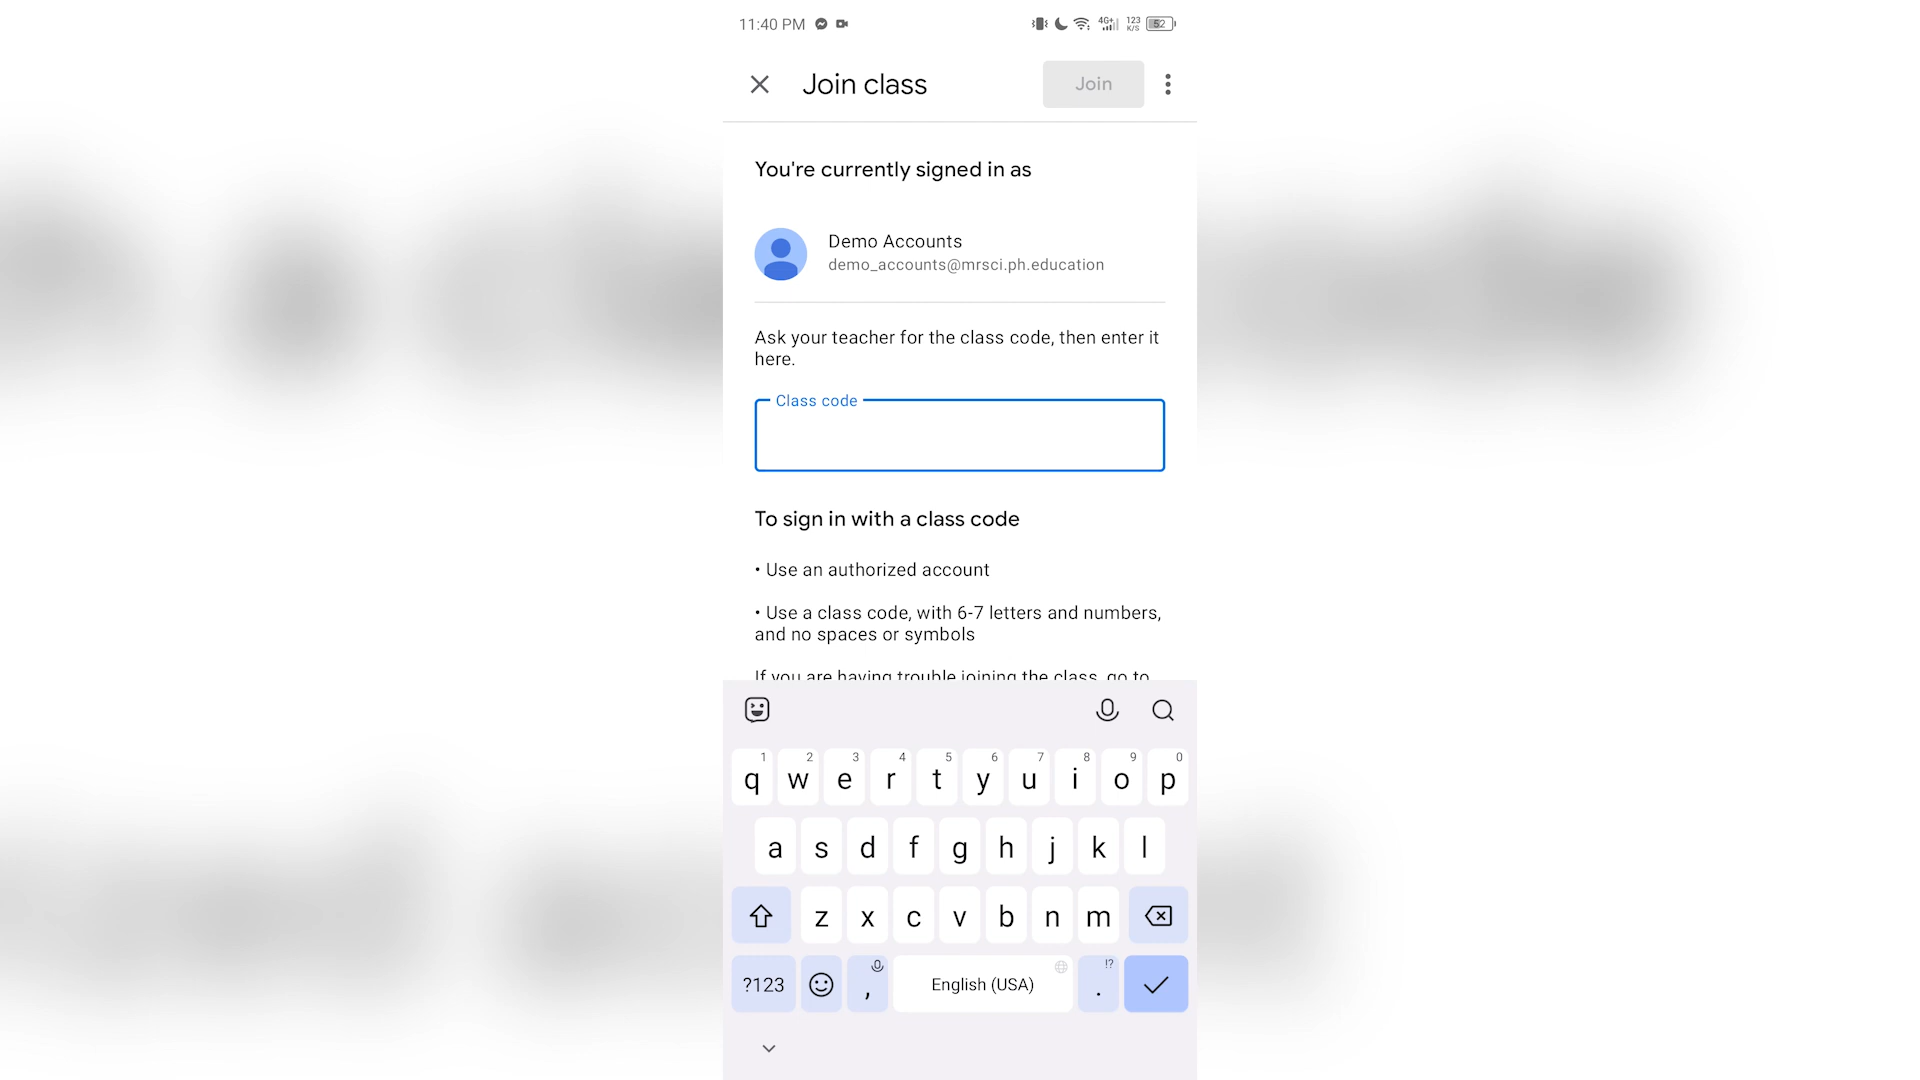 11:40 PM 4G+ 123 K/S 52
Join class Join
You're currently signed in as
Demo Accounts
demo_accounts@mrsci.ph.education
Ask your teacher for the class code, then enter it
here.
Class code
To sign in with a class code
• Use an authorized account
• Use a class code, with 6-7 letters and numbers,
and no spaces or symbols
If you are having trouble joining the class, go to
1 2 3 4 5 6 7 8 9 0
q w e r t y u i o p
a s d f g h j k l
z x c v b n m
!?
?123 , English (USA) .